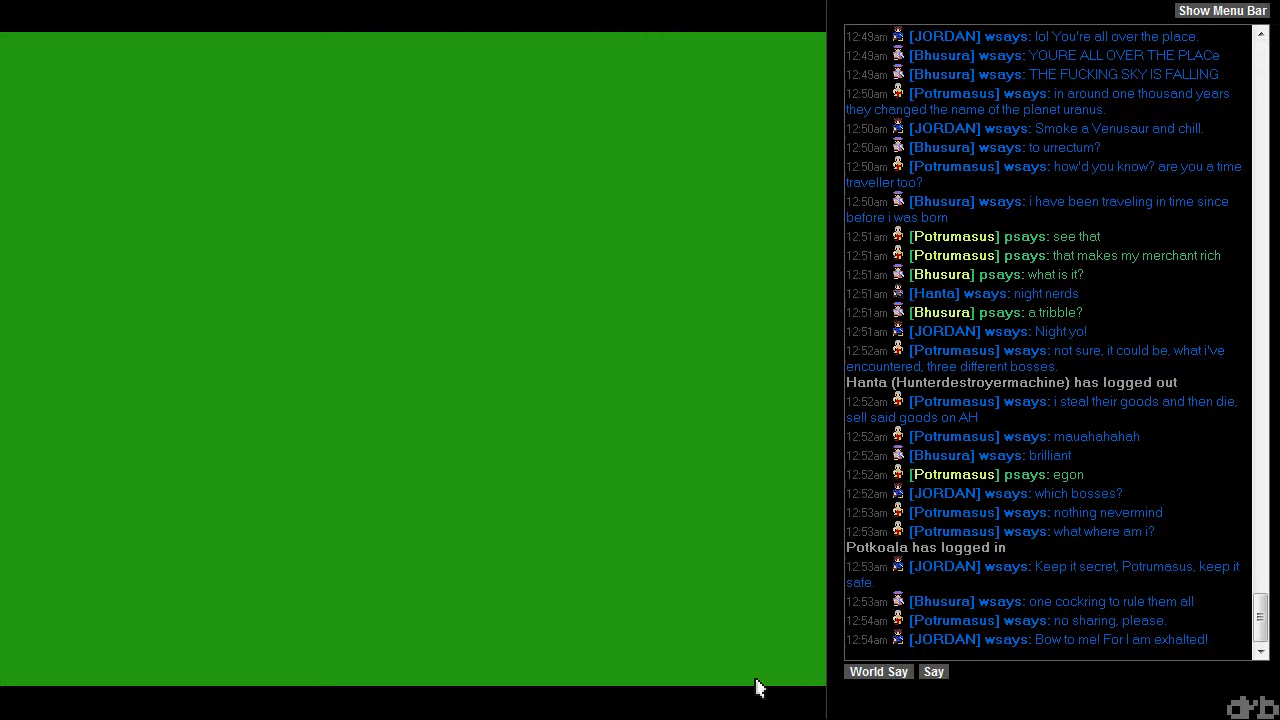 Show Menu Bar
12:49am [JORDAN] wsays: lol You're all over the place.
12:49am [Bhusura] wsays: YOURE ALL OVER THE PLACe
12:49am [Bhusura] wsays: THE FUCKING SKY IS FALLING
12:50am [Potrumasus] wsays: in around one thousand years
they changed the name of the planet uranus.
12:50am [JORDAN] wsays: Smoke a Venusaur and chill.
12:50am [Bhusura] wsays: to urrectum?
12:50am [Potrumasus] wsays: how'd you know? are you a time
traveller too?
12:50am [Bhusura] wsays: i have been traveling in time since
before i was born
12:51am [Potrumasus] psays: see that
12:51am [Potrumasus] psays: that makes my merchant rich
12:51am [Bhusura] psays: what is it?
12:51am [Hanta] wsays: night nerds
12:51am [Bhusura] psays: a tribble?
12:51am [JORDAN] wsays: Night yo!
12:52am [Potrumasus] wsays: not sure, it could be, what i've
encountered, three different bosses.
Hanta (Hunterdestroyermachine) has logged out
12:52am [Potrumasus] wsays: i steal their goods and then die,
sell said goods on AH
12:52am [Potrumasus] wsays: mauahahahah
12:52am [Bhusura] wsays: brilliant
12:52am [Potrumasus] psays: egon
12:52am [JORDAN] wsays: which bosses?
12:53am [Potrumasus] wsays: nothing nevermind
12:53am [Potrumasus] wsays: what where am i?
Potkoala has logged in
12:53am [JORDAN] wsays: Keep it secret, Potrumasus, keep it
safe.
12:53am [Bhusura] wsays: one cockring to rule them all
12:54am [Potrumasus] wsays: no sharing, please.
12:54am [JORDAN] wsays: Bow to me! For I am exhalted!
World Say Say